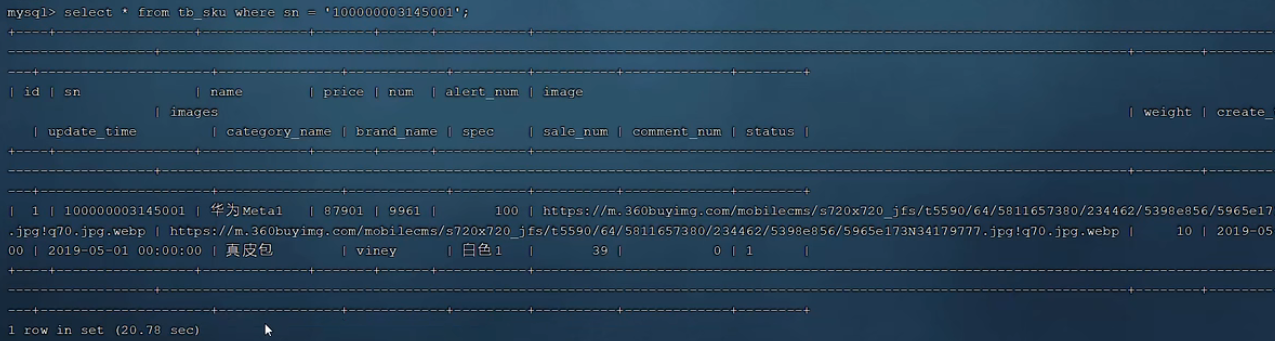 mysql> select * from tb_sku where sn = '100000003145001';
| id | sn | name | price | num | alert_num | image
| images | weight | create_
| update_time | category_name | brand_name | spec | sale_num | comment_num | status |
| 1 | 100000003145001 | 华为Meta1 | 87901 | 9961 | 100 | https://m.360buyimg.com/mobilecms/s720x720_jfs/t5590/64/5811657380/234462/5398e856/5965e17
.jpg!q70.jpg.webp | https://m.360buyimg.com/mobilecms/s720x720_jfs/t5590/64/5811657380/234462/5398e856/5965e173N34179777.jpg!q70.jpg.webp | 10 | 2019-05
00 | 2019-05-01 00:00:00 | 真皮包 | viney | 白色1 | 39 | 0 | 1 |
1 row in set (20.78 sec)